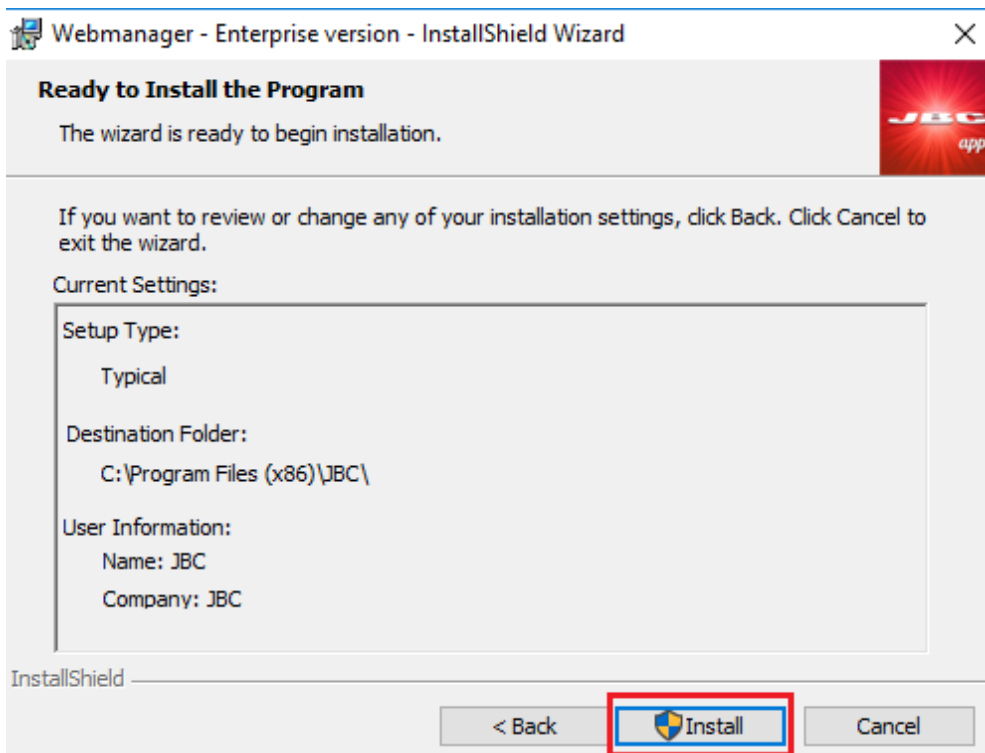 Webmanager - Enterprise version - InstallShield Wizard
Ready to Install the Program
The wizard is ready to begin installation.
JBC
app
If you want to review or change any of your installation settings, click Back. Click Cancel to
exit the wizard.
Current Settings:
Setup Type:
Typical
Destination Folder:
C:\Program Files (x86)\JBC\
User Information:
Name: JBC
Company: JBC
InstallShield
< Back
Install
Cancel